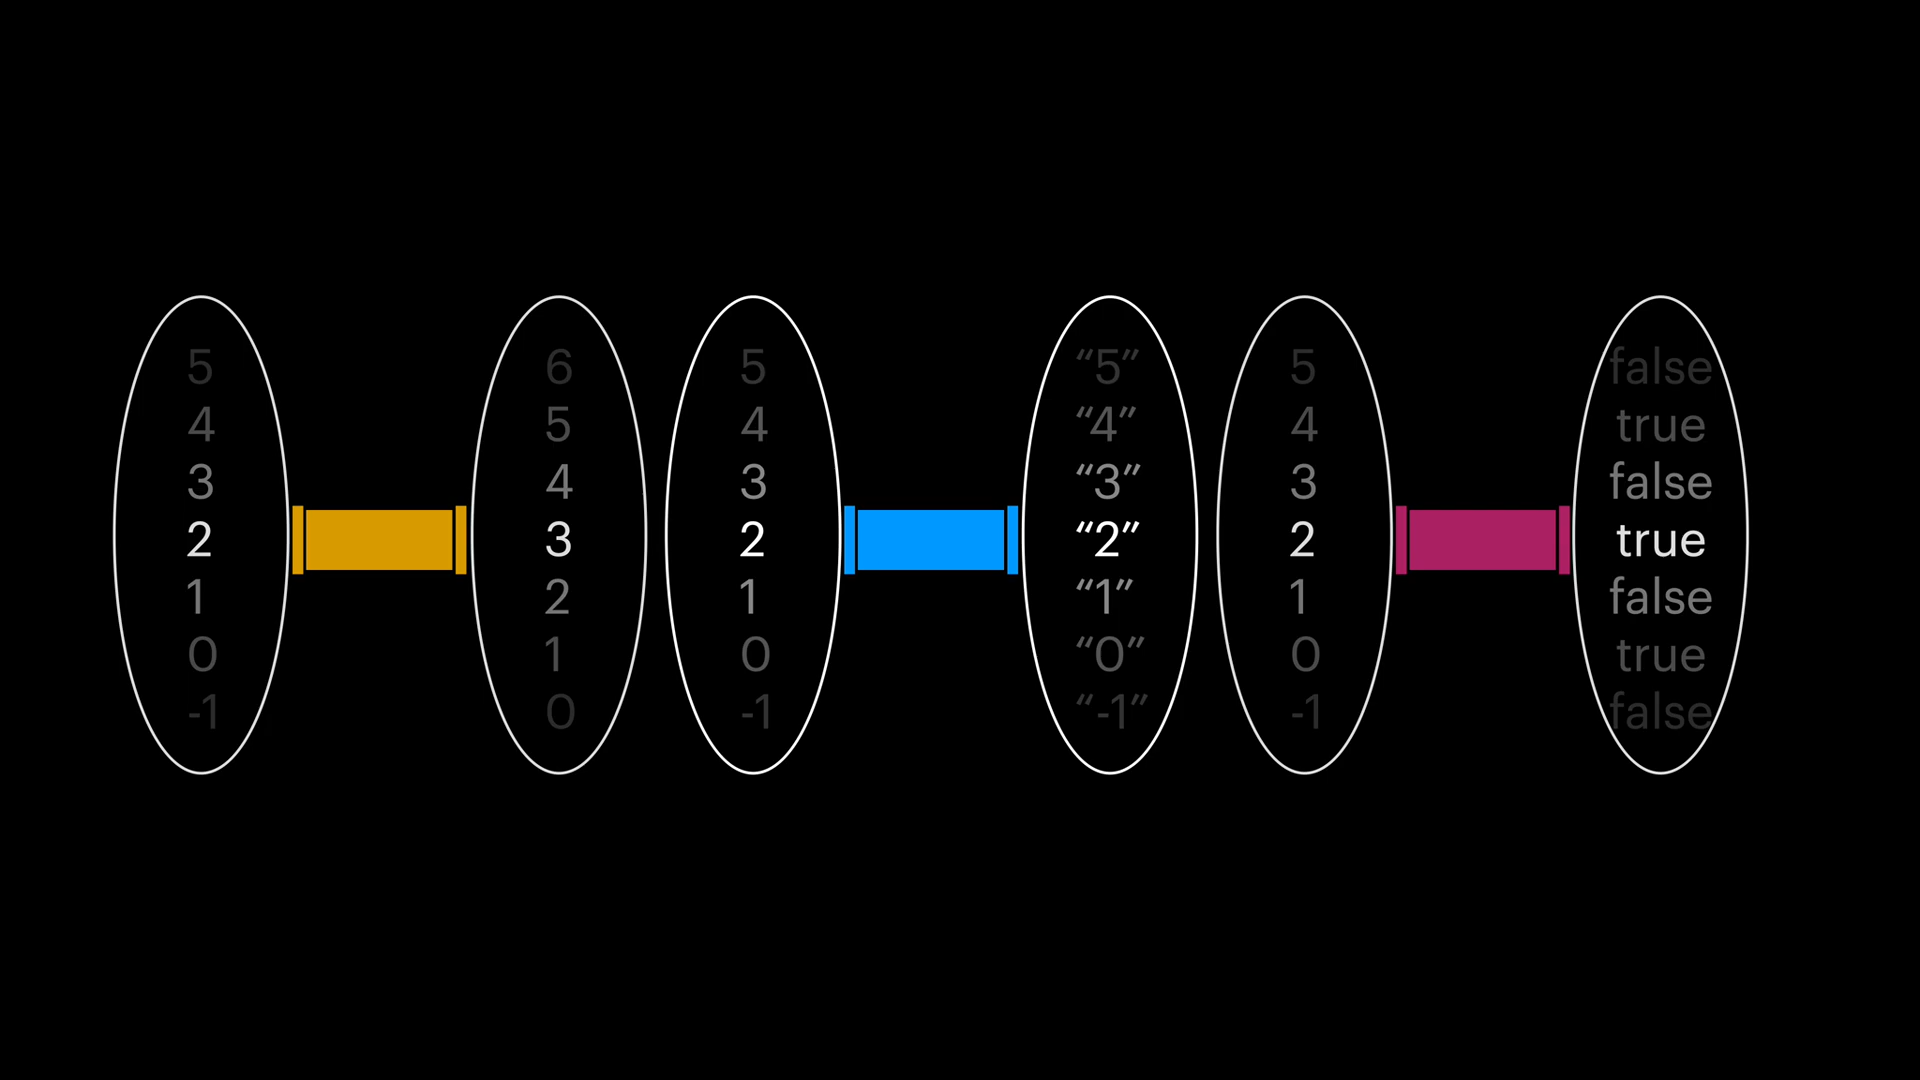 5 6 5 “5” 5 false
4 5 4 “4” 4 true
3 4 3 “3” 3 false
2 3 2 “2” 2 true
1 2 1 “1” 1 false
0 1 0 “0” 0 true
-1 0 -1 “-1” -1 false